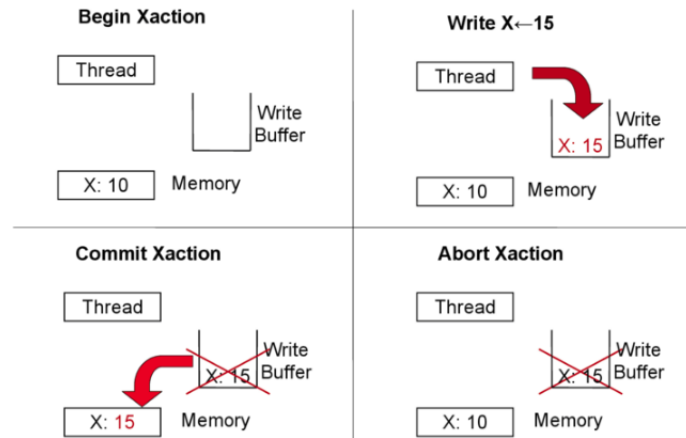 Begin Xaction
Thread
Write
Buffer
X: 10
Memory
Write X←15
Thread
Write
X: 15
Buffer
X: 10
Memory
Commit Xaction
Thread
Write
X: 15
Buffer
X: 15
Memory
Abort Xaction
Thread
Write
X: 15
Buffer
X: 10
Memory